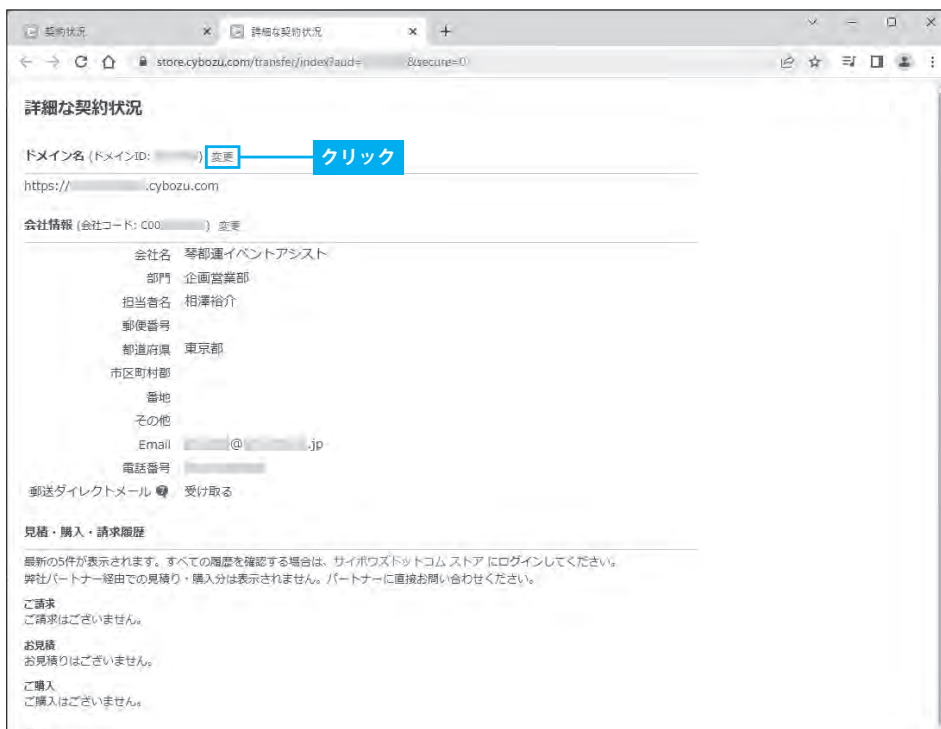 契約状況
詳細な契約状況
store.cybozu.com/transfer/index?aud= &secure=0
詳細な契約状況
ドメイン名 (ドメインID: ) 変更 クリック
https:// .cybozu.com
会社情報 (会社コード: C00 ) 変更
会社名 琴都運イベントアシスト
部門 企画営業部
担当者名 相澤裕介
郵便番号
都道府県 東京都
市区町村郡
番地
その他
Email @ .jp
電話番号
郵送ダイレクトメール ? 受け取る
見積・購入・請求履歴
最新の5件が表示されます。すべての履歴を確認する場合は、サイボウズドットコム ストア にログインしてください。
弊社パートナー経由での見積り・購入分は表示されません。パートナーに直接お問い合わせください。
ご請求
ご請求はございません。
お見積
お見積りはございません。
ご購入
ご購入はございません。